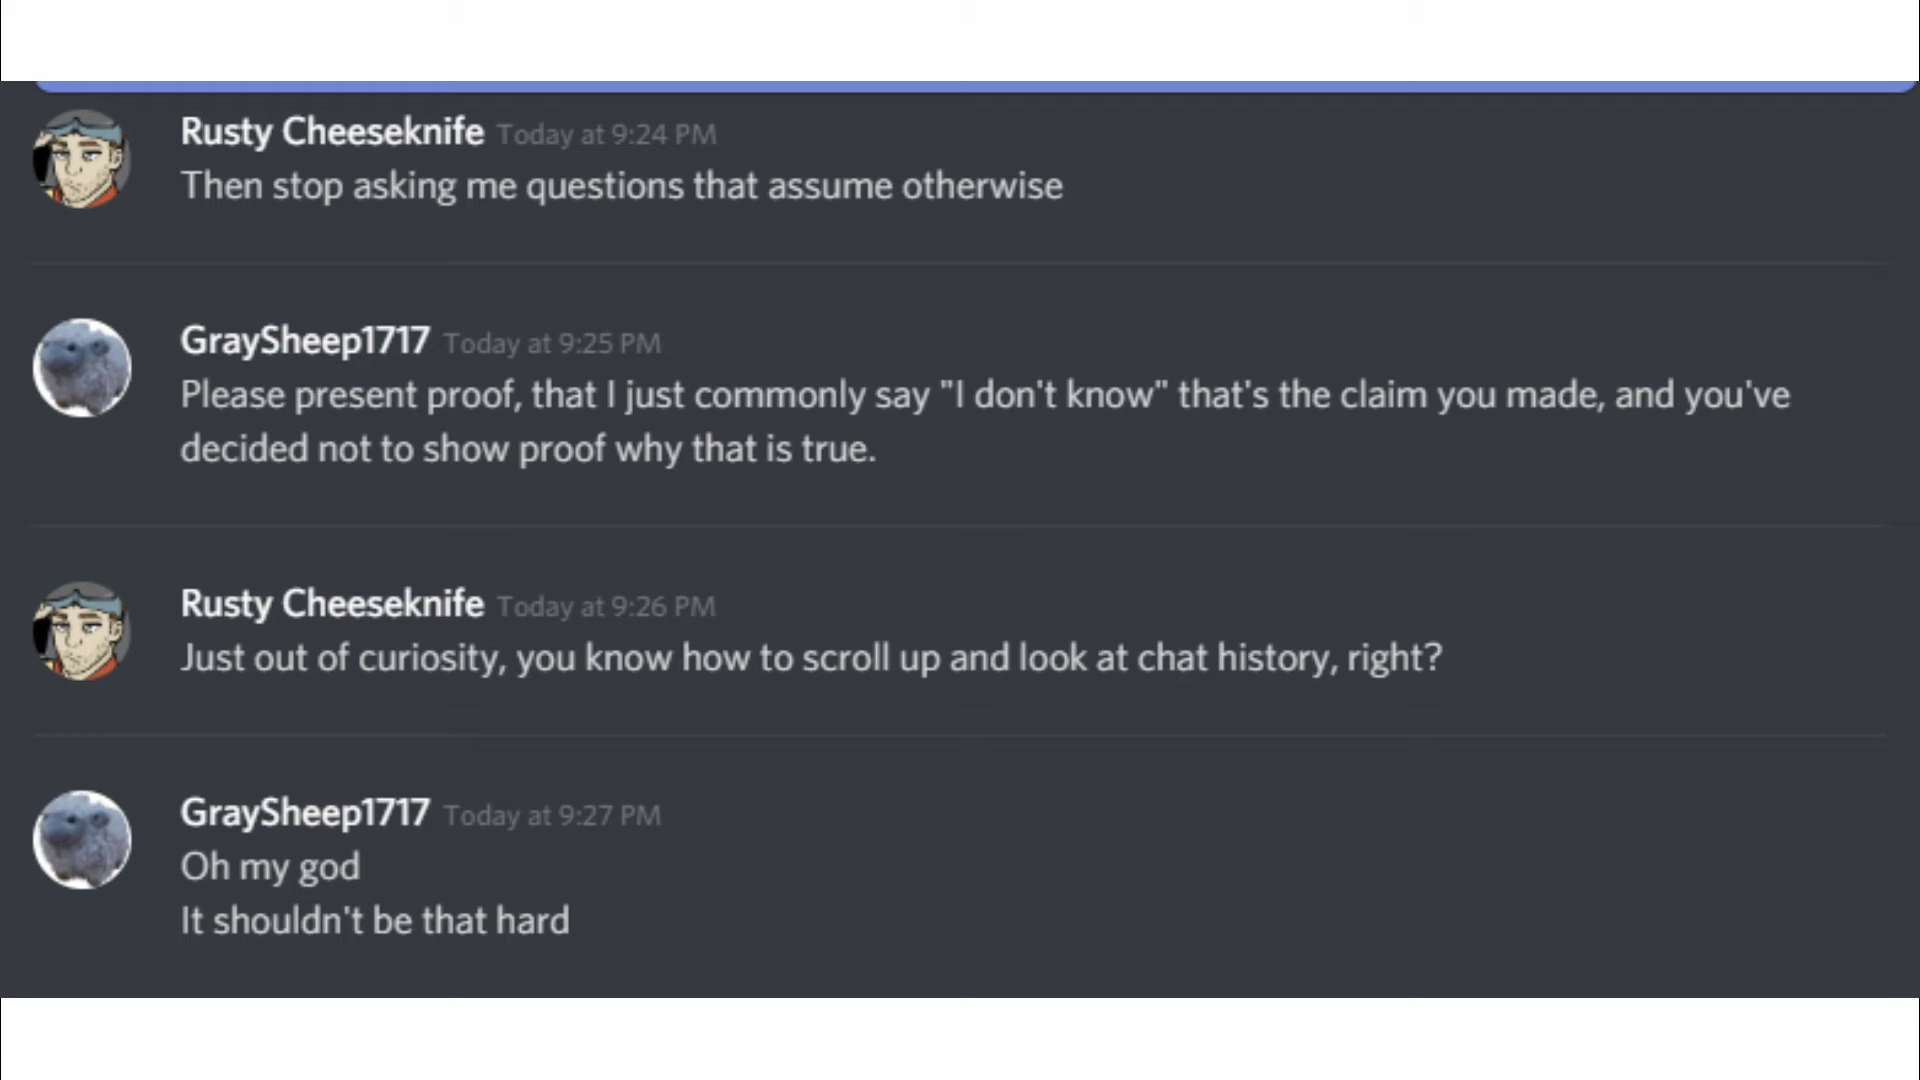 Rusty Cheeseknife Today at 9:24 PM
Then stop asking me questions that assume otherwise
GraySheep1717 Today at 9:25 PM
Please present proof, that I just commonly say "I don't know" that's the claim you made, and you've
decided not to show proof why that is true.
Rusty Cheeseknife Today at 9:26 PM
Just out of curiosity, you know how to scroll up and look at chat history, right?
GraySheep1717 Today at 9:27 PM
Oh my god
It shouldn't be that hard